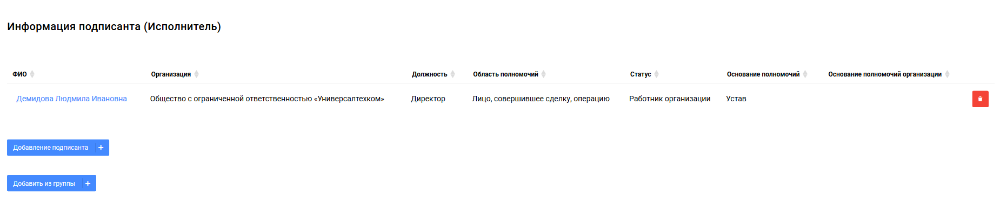 Информация подписанта (Исполнитель)
ФИО Организация Должность Область полномочий Статус Основание полномочий Основание полномочий организации
Демидова Людмила Ивановна Общество с ограниченной ответственностью «Универсалтехком» Директор Лицо, совершившее сделку, операцию Работник организации Устав
Добавление подписанта +
Добавить из группы +